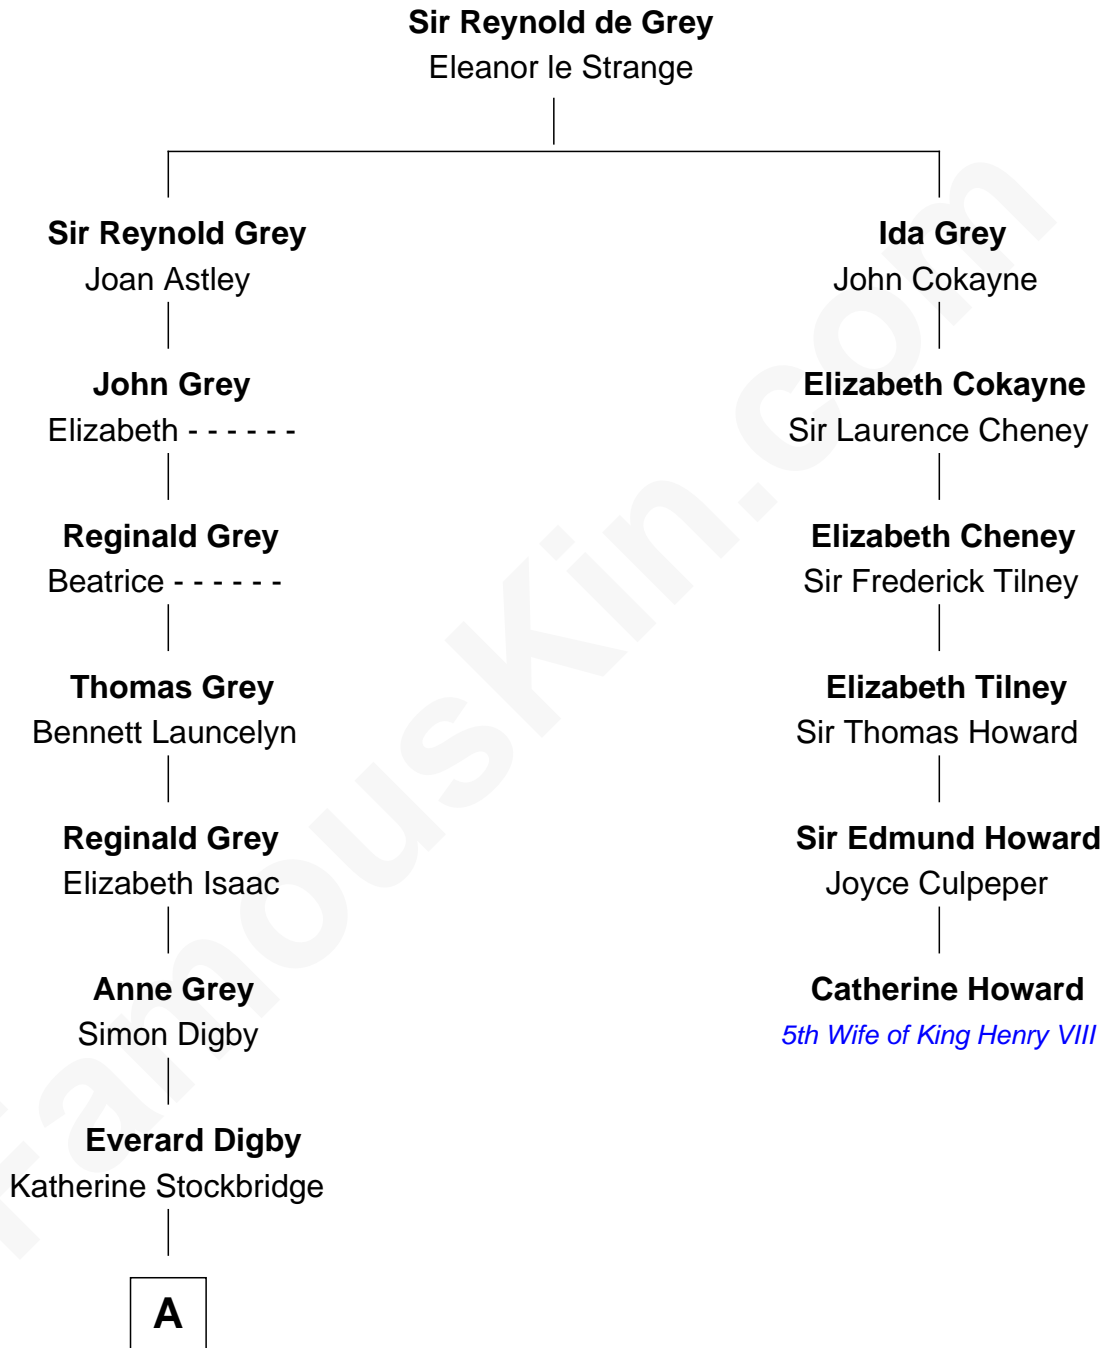 Sir Reynold de Grey
Eleanor le Strange
Sir Reynold Grey
Joan Astley
Ida Grey
John Cokayne
John Grey
Elizabeth - - - - - -
Elizabeth Cokayne
Sir Laurence Cheney
Reginald Grey
Beatrice - - - - - -
Elizabeth Cheney
Sir Frederick Tilney
Thomas Grey
Bennett Launcelyn
Elizabeth Tilney
Sir Thomas Howard
Reginald Grey
Elizabeth Isaac
Sir Edmund Howard
Joyce Culpeper
Anne Grey
Simon Digby
Catherine Howard
5th Wife of King Henry VIII
Everard Digby
Katherine Stockbridge
A
FamousKin.com